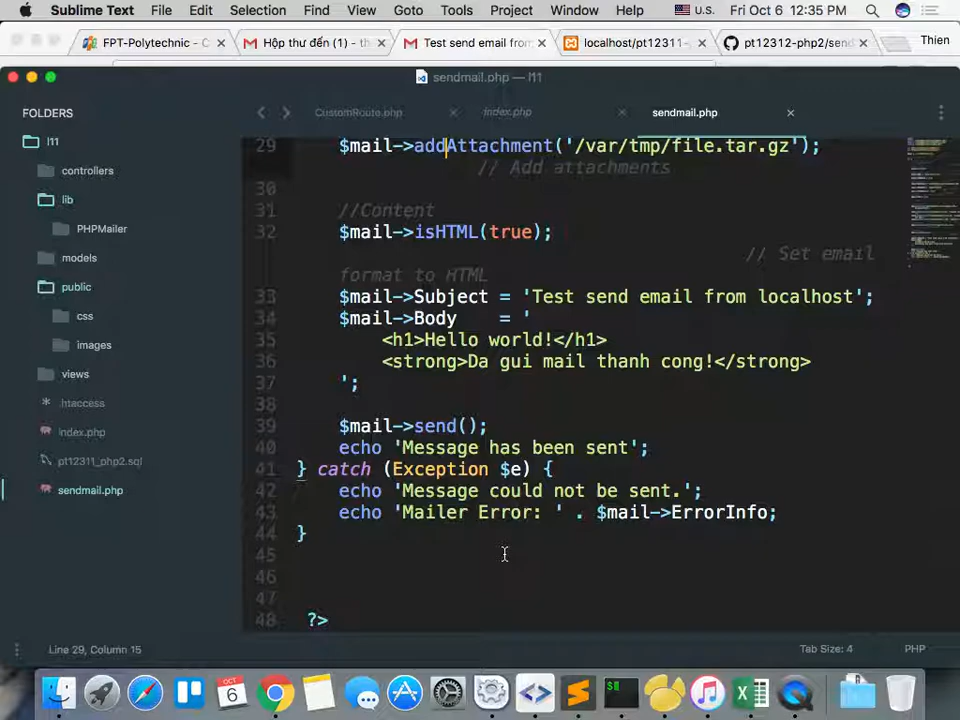 Sublime Text File Edit Selection Find View Goto Tools Project Window Help U.S. Fri Oct 6 12:35 PM
FPT-Polytechnic - C
Hộp thư đến (1) - th
Test send email from
localhost/pt12311-
pt12312-php2/send
Thien
sendmail.php — l11
FOLDERS
l11
controllers
lib
PHPMailer
models
public
css
images
views
.htaccess
index.php
pt12311_php2.sql
sendmail.php
CustomRoute.php
index.php
sendmail.php
29 $mail->addAttachment('/var/tmp/file.tar.gz');
// Add attachments
30
31 //Content
32 $mail->isHTML(true);
// Set email
format to HTML
33 $mail->Subject = 'Test send email from localhost';
34 $mail->Body = '
35 <h1>Hello world!</h1>
36 <strong>Da gui mail thanh cong!</strong>
37 ';
38
39 $mail->send();
40 echo 'Message has been sent';
41 } catch (Exception $e) {
42 echo 'Message could not be sent.';
43 echo 'Mailer Error: ' . $mail->ErrorInfo;
44 }
45
46
47
48 ?>
Line 29, Column 15
Tab Size: 4
PHP
OCT
6